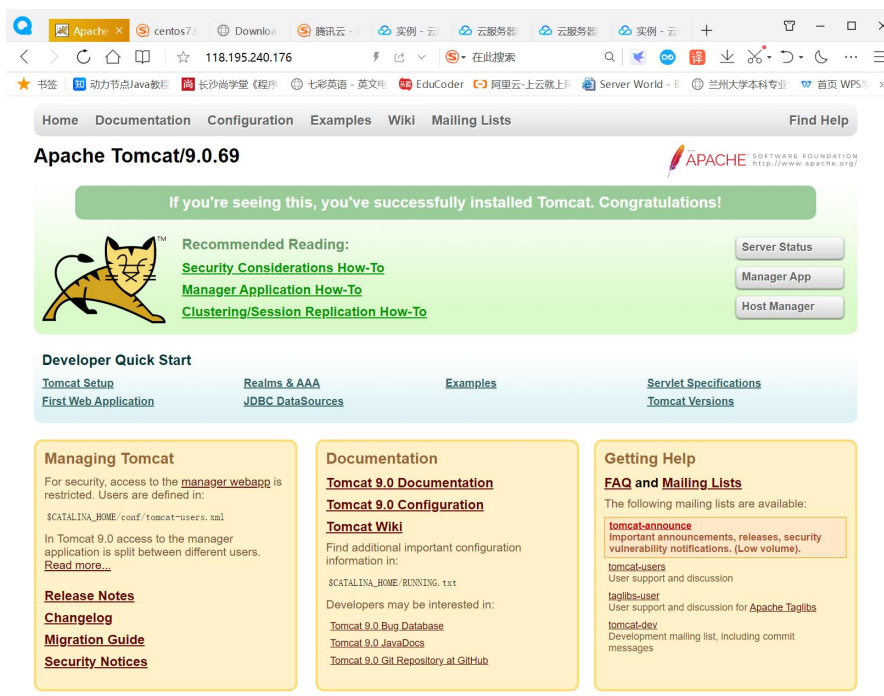 Apache
centos7.
Downloa
腾讯云 -
实例 - 云
云服务器
云服务器
实例 - 云
118.195.240.176
在此搜索
书签
动力节点Java教程
长沙尚学堂《程序
七彩英语 - 英文电
EduCoder
阿里云-上云就上阿
Server World - B
兰州大学本科专业
首页 WPS
Home Documentation Configuration Examples Wiki Mailing Lists Find Help
Apache Tomcat/9.0.69
APACHE SOFTWARE FOUNDATION
http://www.apache.org/
If you're seeing this, you've successfully installed Tomcat. Congratulations!
TM
Recommended Reading:
Security Considerations How-To
Manager Application How-To
Clustering/Session Replication How-To
Server Status
Manager App
Host Manager
Developer Quick Start
Tomcat Setup
First Web Application
Realms & AAA
JDBC DataSources
Examples
Servlet Specifications
Tomcat Versions
Managing Tomcat
For security, access to the manager webapp is
restricted. Users are defined in:
$CATALINA_HOME/conf/tomcat-users.xml
In Tomcat 9.0 access to the manager
application is split between different users.
Read more...
Release Notes
Changelog
Migration Guide
Security Notices
Documentation
Tomcat 9.0 Documentation
Tomcat 9.0 Configuration
Tomcat Wiki
Find additional important configuration
information in:
$CATALINA_HOME/RUNNING.txt
Developers may be interested in:
Tomcat 9.0 Bug Database
Tomcat 9.0 JavaDocs
Tomcat 9.0 Git Repository at GitHub
Getting Help
FAQ and Mailing Lists
The following mailing lists are available:
tomcat-announce
Important announcements, releases, security
vulnerability notifications. (Low volume).
tomcat-users
User support and discussion
taglibs-user
User support and discussion for Apache Taglibs
tomcat-dev
Development mailing list, including commit
messages